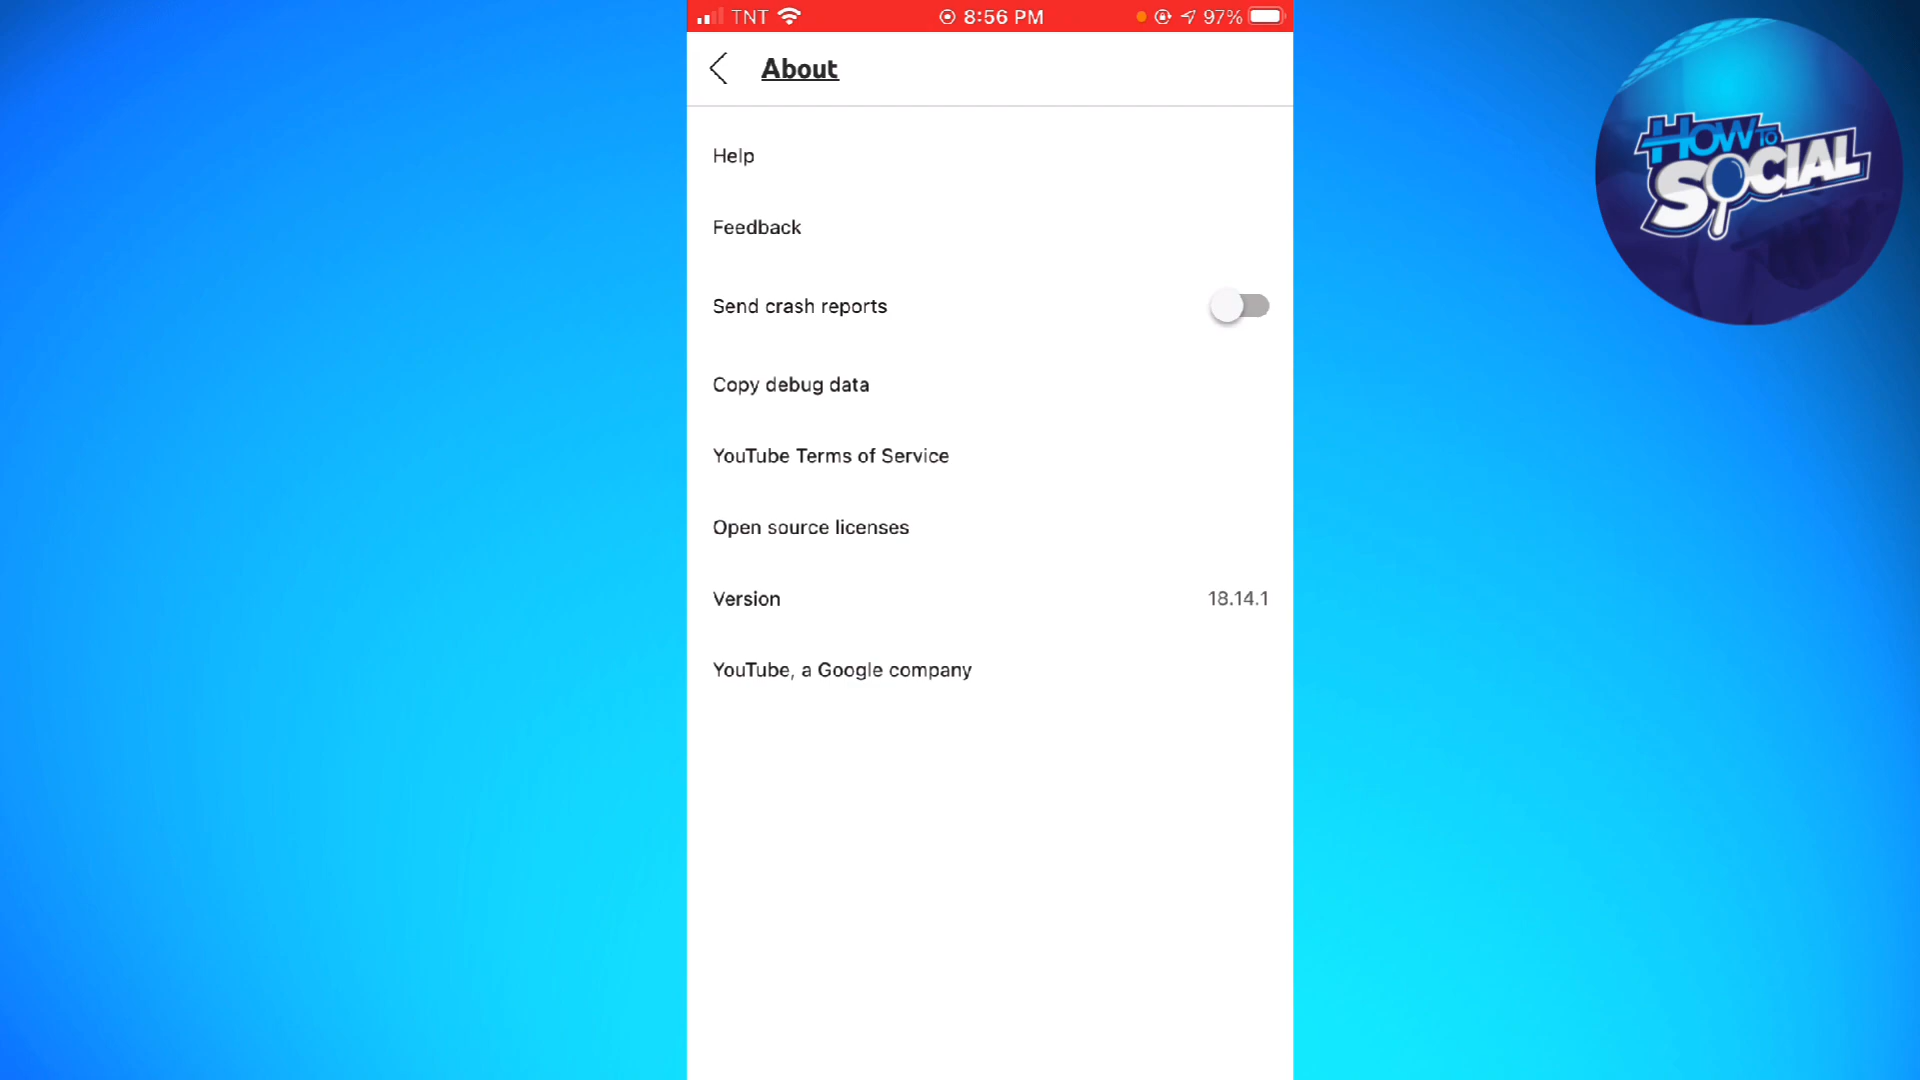 TNT 8:56 PM 97%
About
HOW TO
SOCIAL
Help
Feedback
Send crash reports
Copy debug data
YouTube Terms of Service
Open source licenses
Version 18.14.1
YouTube, a Google company